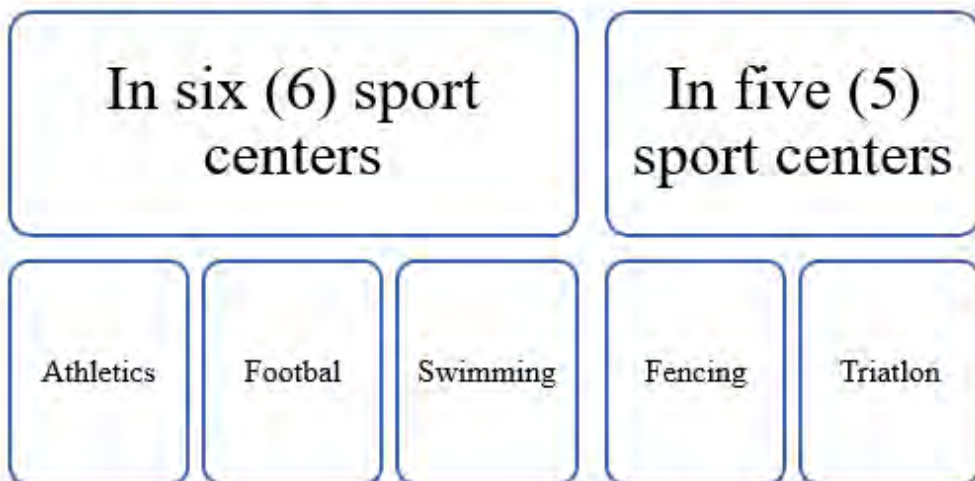 In six (6) sport
centers
In five (5)
sport centers
Athletics
Footbal
Swimming
Fencing
Triatlon